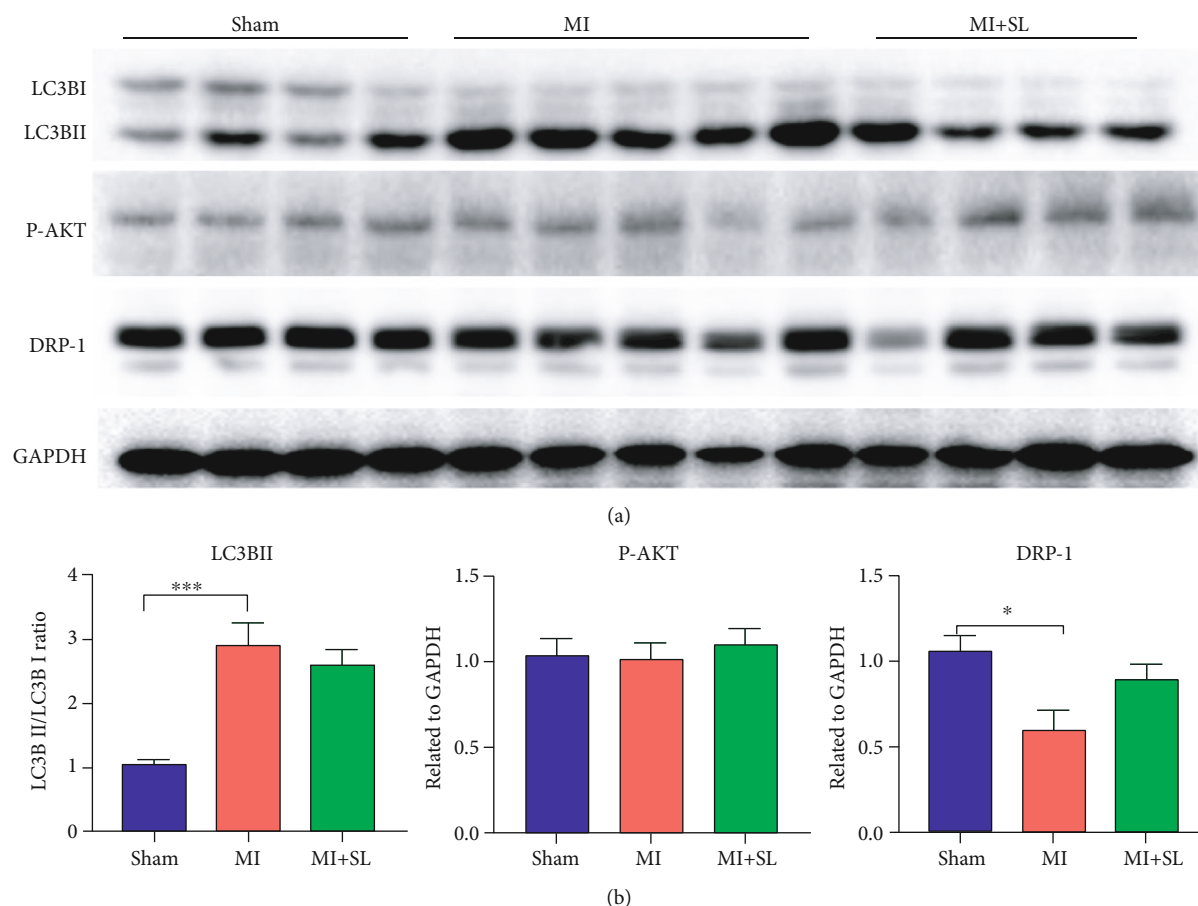 Sham MI MI+SL
LC3BI
LC3BII
P-AKT
DRP-1
GAPDH
(a)
LC3BII
LC3B II/LC3B I ratio
4
3
2
1
0
***
Sham MI MI+SL
P-AKT
Related to GAPDH
1.5
1.0
0.5
0.0
Sham MI MI+SL
DRP-1
Related to GAPDH
1.5
1.0
0.5
0.0
*
Sham MI MI+SL
(b)